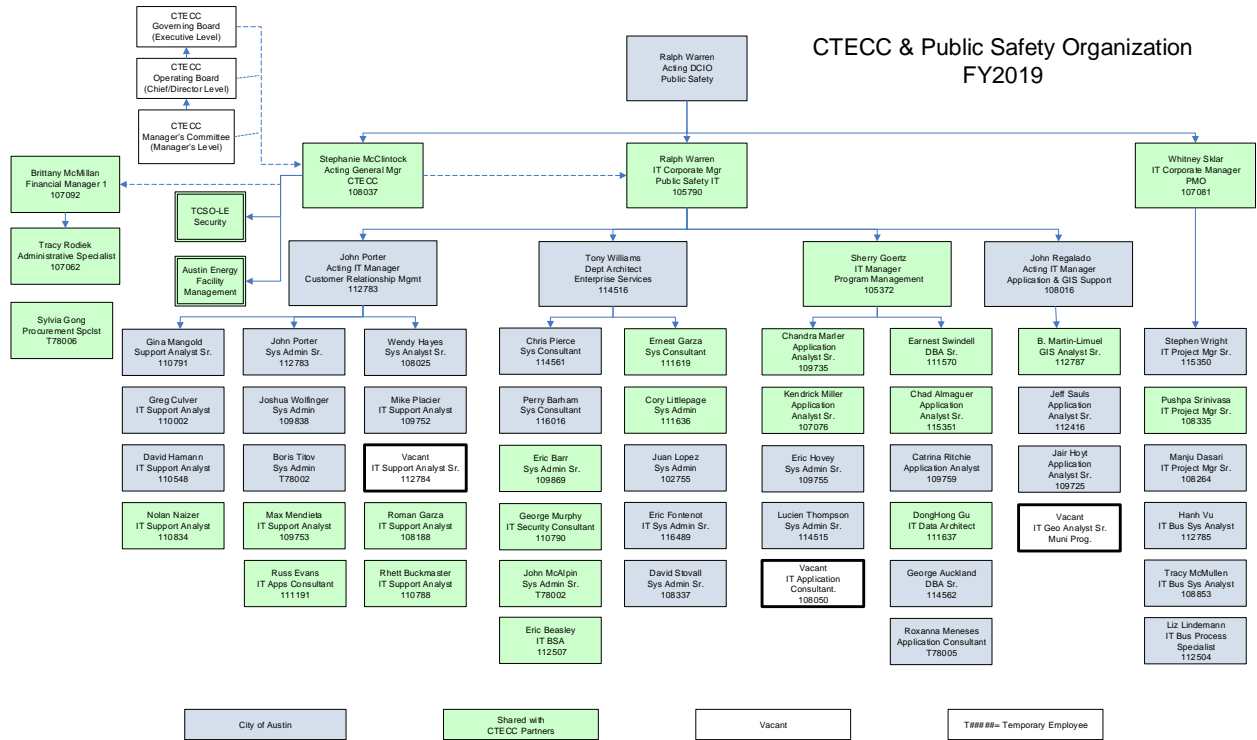 CTECC & Public Safety Organization
FY2019
CTECC
Governing Board
(Executive Level)
CTECC
Operating Board
(Chief/Director Level)
CTECC
Manager's Committee
(Manager's Level)
Ralph Warren
Acting DCIO
Public Safety
Brittany McMillan
Financial Manager 1
107092
Tracy Rodiek
Administrative Specialist
107062
Sylvia Gong
Procurement Spclst
T78006
Stephanie McClintock
Acting General Mgr
CTECC
108037
TCSO-LE
Security
Austin Energy
Facility
Management
Ralph Warren
IT Corporate Mgr
Public Safety IT
105790
Whitney Sklar
IT Corporate Manager
PMO
107081
John Porter
Acting IT Manager
Customer Relationship Mgmt
112783
Tony Williams
Dept Architect
Enterprise Services
114516
Sherry Goertz
IT Manager
Program Management
105372
John Regalado
Acting IT Manager
Application & GIS Support
108016
Gina Mangold
Support Analyst Sr.
110791
Greg Culver
IT Support Analyst
110002
David Hamann
IT Support Analyst
110548
Nolan Naizer
IT Support Analyst
110834
John Porter
Sys Admin Sr.
112783
Joshua Wolfinger
Sys Admin
109838
Boris Titov
Sys Admin
T78002
Max Mendieta
IT Support Analyst
109753
Russ Evans
IT Apps Consultant
111191
Wendy Hayes
Sys Analyst Sr.
108025
Mike Placier
IT Support Analyst
109752
Vacant
IT Support Analyst Sr.
112784
Roman Garza
IT Support Analyst
108188
Rhett Buckmaster
IT Support Analyst
110788
Chris Pierce
Sys Consultant
114561
Perry Barham
Sys Consultant
116016
Eric Barr
Sys Admin Sr.
109869
George Murphy
IT Security Consultant
110790
John McAlpin
Sys Admin Sr.
T78002
Eric Beasley
IT BSA
112507
Ernest Garza
Sys Consultant
111619
Cory Littlepage
Sys Admin
111636
Juan Lopez
Sys Admin
102755
Eric Fontenot
IT Sys Admin Sr.
116489
David Stovall
Sys Admin Sr.
108337
Chandra Marler
Application
Analyst Sr.
109735
Kendrick Miller
Application
Analyst Sr.
107076
Eric Hovey
Sys Admin Sr.
109755
Lucien Thompson
Sys Admin Sr.
114515
Vacant
IT Application
Consultant.
108050
Earnest Swindell
DBA Sr.
111570
Chad Almaguer
Application
Analyst Sr.
115351
Catrina Ritchie
Application Analyst
109759
DongHong Gu
IT Data Architect
111637
George Auckland
DBA Sr.
114562
Roxanna Meneses
Application Consultant
T78005
B. Martin-Limuel
GIS Analyst Sr.
112787
Jeff Sauls
Application
Analyst Sr.
112416
Jair Hoyt
Application
Analyst Sr.
109725
Vacant
IT Geo Analyst Sr.
Muni Prog.
Stephen Wright
IT Project Mgr Sr.
115350
Pushpa Srinivasa
IT Project Mgr Sr.
108335
Manju Dasari
IT Project Mgr Sr.
108264
Hanh Vu
IT Bus Sys Analyst
112785
Tracy McMullen
IT Bus Sys Analyst
108853
Liz Lindemann
IT Bus Process
Specialist
112504
City of Austin
Shared with
CTECC Partners
Vacant
T#####= Temporary Employee